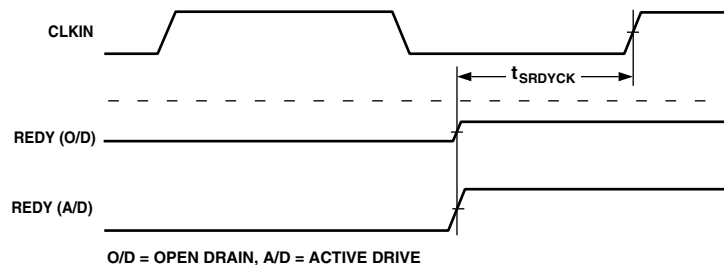 CLKIN
tSRDYCK
REDY (O/D)
REDY (A/D)
O/D = OPEN DRAIN, A/D = ACTIVE DRIVE